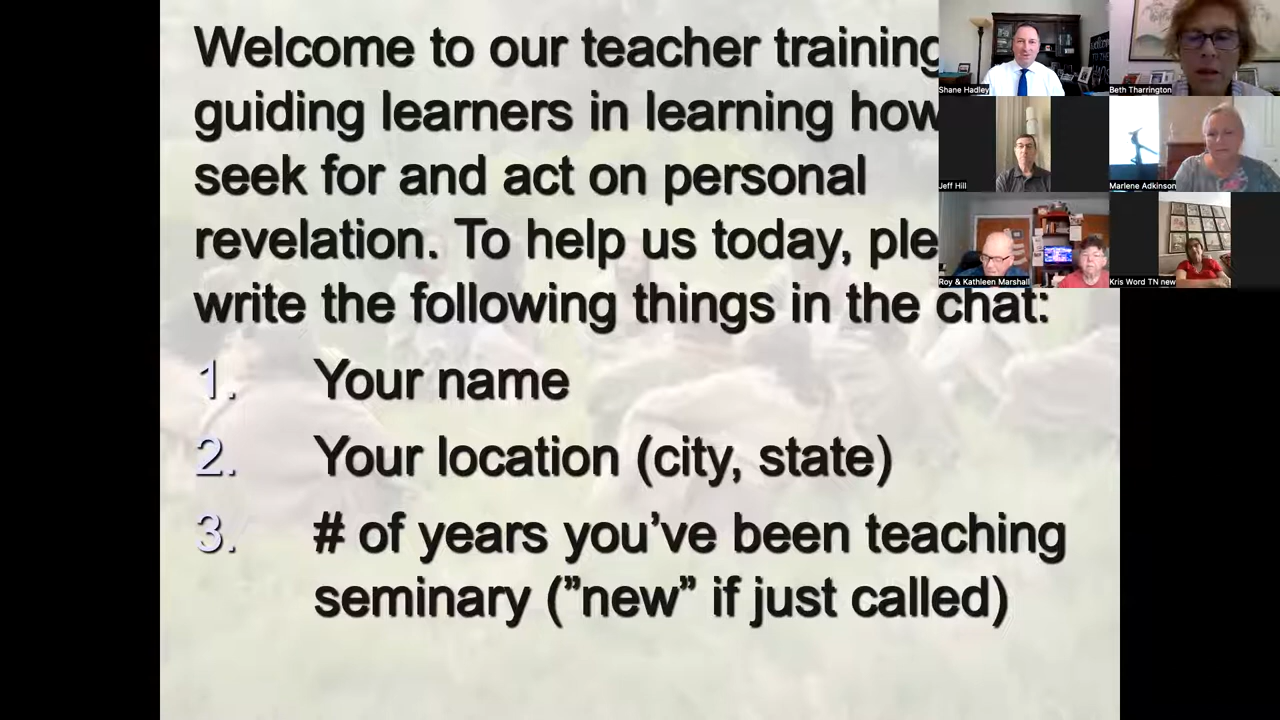 Welcome to our teacher training
guiding learners in learning how
seek for and act on personal
revelation. To help us today, ple
write the following things in the chat:
1. Your name
2. Your location (city, state)
3. # of years you’ve been teaching
seminary (”new” if just called)
Shane Hadley
Beth Tharrington
Jeff Hill
Marlene Adkinson
Roy & Kathleen Marshall
Kris Word TN new